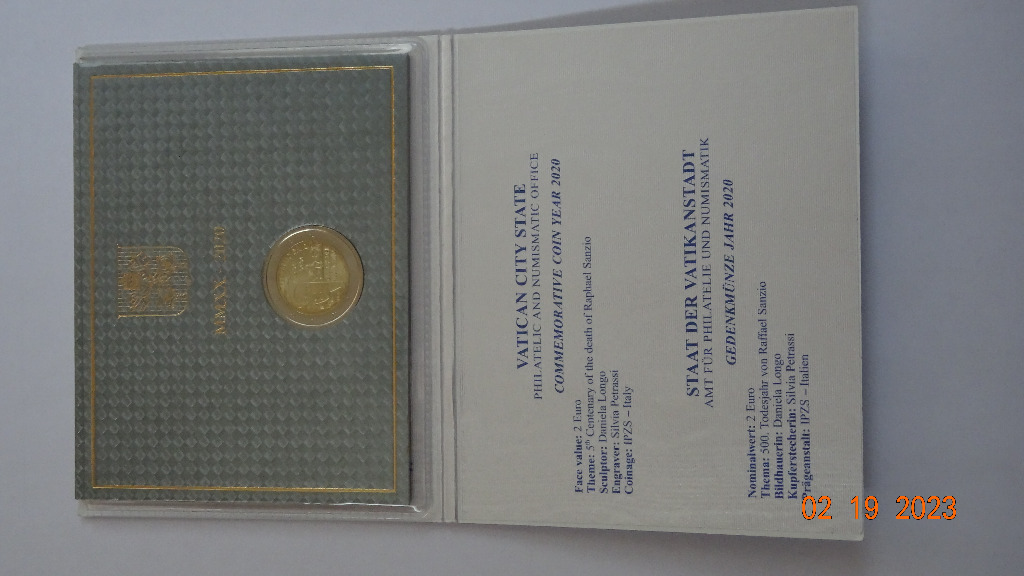 MMXX - 2020
VATICAN CITY STATE
PHILATELIC AND NUMISMATIC OFFICE
COMMEMORATIVE COIN YEAR 2020
Face value: 2 Euro
Theme: 5th Centenary of the death of Raphael Sanzio
Sculptor: Daniela Longo
Engraver: Silvia Petrassi
Coinage: IPZS – Italy
STAAT DER VATIKANSTADT
AMT FÜR PHILATELIE UND NUMISMATIK
GEDENKMÜNZE JAHR 2020
Nominalwert: 2 Euro
Thema: 500. Todesjahr von Raffael Sanzio
Bildhauerin: Daniela Longo
Kupferstecherin: Silvia Petrassi
Prägeanstalt: IPZS – Italien
02 19 2023